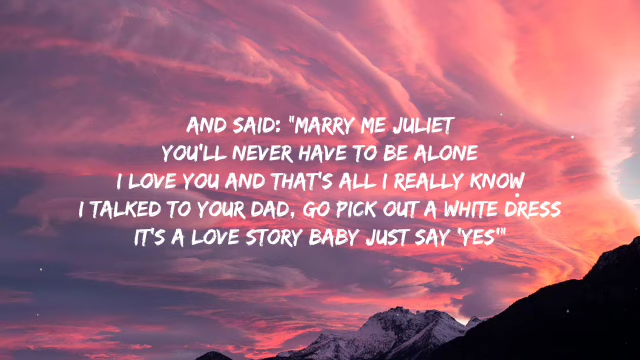 AND SAID: "MARRY ME JULIET
YOU'LL NEVER HAVE TO BE ALONE
I LOVE YOU AND THAT'S ALL I REALLY KNOW
I TALKED TO YOUR DAD, GO PICK OUT A WHITE DRESS
IT'S A LOVE STORY BABY JUST SAY 'YES'"